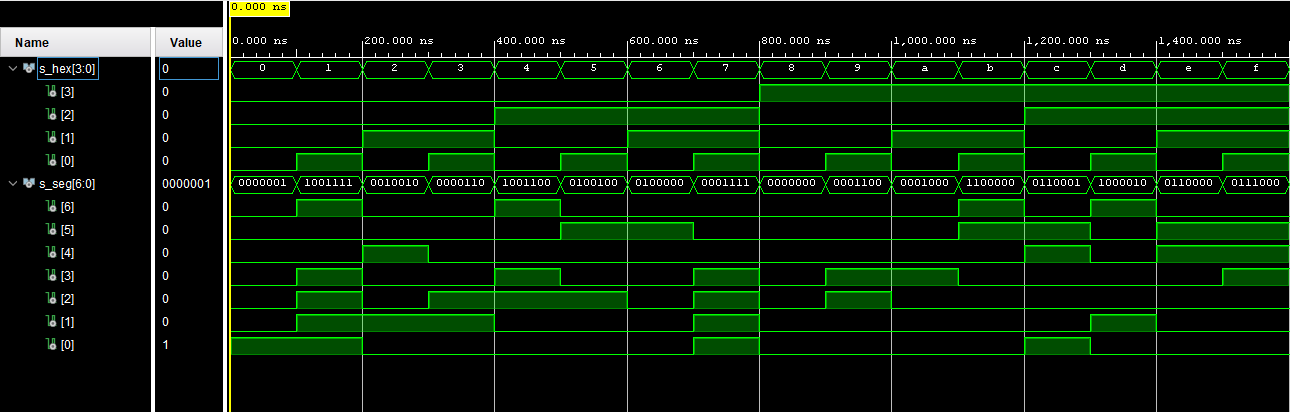 0.000 ns
Name Value
0.000 ns 200.000 ns 400.000 ns 600.000 ns 800.000 ns 1,000.000 ns 1,200.000 ns 1,400.000 ns
s_hex[3:0] 0 0 1 2 3 4 5 6 7 8 9 a b c d e f
[3] 0
[2] 0
[1] 0
[0] 0
s_seg[6:0] 0000001 0000001 1001111 0010010 0000110 1001100 0100100 0100000 0001111 0000000 0001100 0001000 1100000 0110001 1000010 0110000 0111000
[6] 0
[5] 0
[4] 0
[3] 0
[2] 0
[1] 0
[0] 1